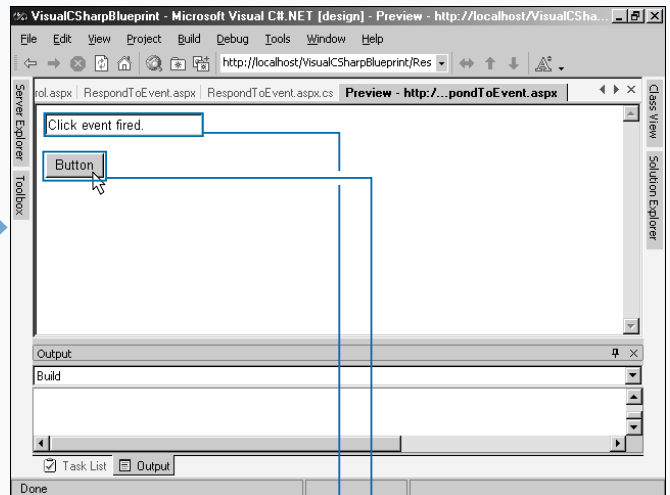 VisualCSharpBlueprint - Microsoft Visual C#.NET [design] - Preview - http://localhost/VisualCSha...
File Edit View Project Build Debug Tools Window Help
http://localhost/VisualCSharpBlueprint/Res
rol.aspx RespondToEvent.aspx RespondToEvent.aspx.cs Preview - http:/...pondToEvent.aspx
Server Explorer
Toolbox
Click event fired.
Button
Class View
Solution Explorer
Output
Build
Task List Output
Done